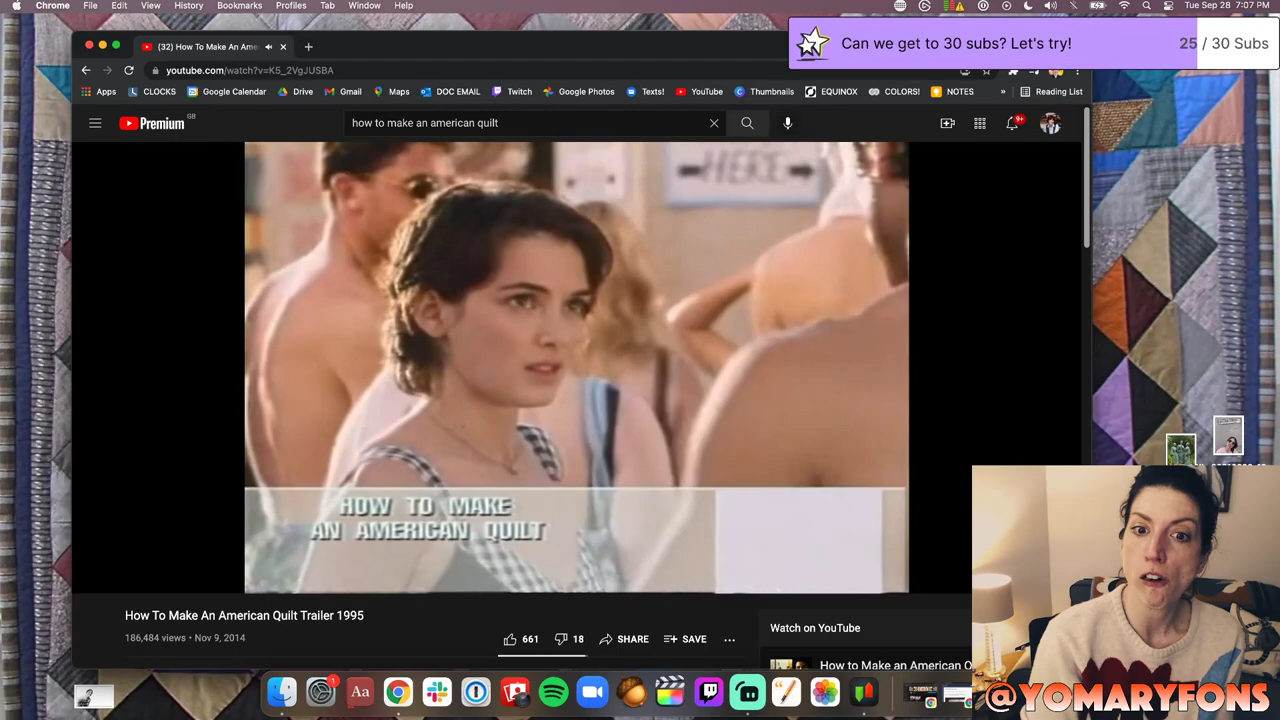 Chrome File Edit View History Bookmarks Profiles Tab Window Help
Tue Sep 28 7:07 PM
Can we get to 30 subs? Let's try!
25 / 30 Subs
(32) How To Make An Ame
youtube.com/watch?v=K5_2VgJUSBA
Apps CLOCKS Google Calendar Drive Gmail Maps DOC EMAIL Twitch Google Photos Texts! YouTube Thumbnails EQUINOX COLORS! NOTES » Reading List
Premium GB
how to make an american quilt
9+
HERE
HOW TO MAKE
AN AMERICAN QUILT
How To Make An American Quilt Trailer 1995
186,484 views • Nov 9, 2014
661 18 SHARE SAVE
Watch on YouTube
How to Make an American Q
1
Aa
@YOMARYFONS